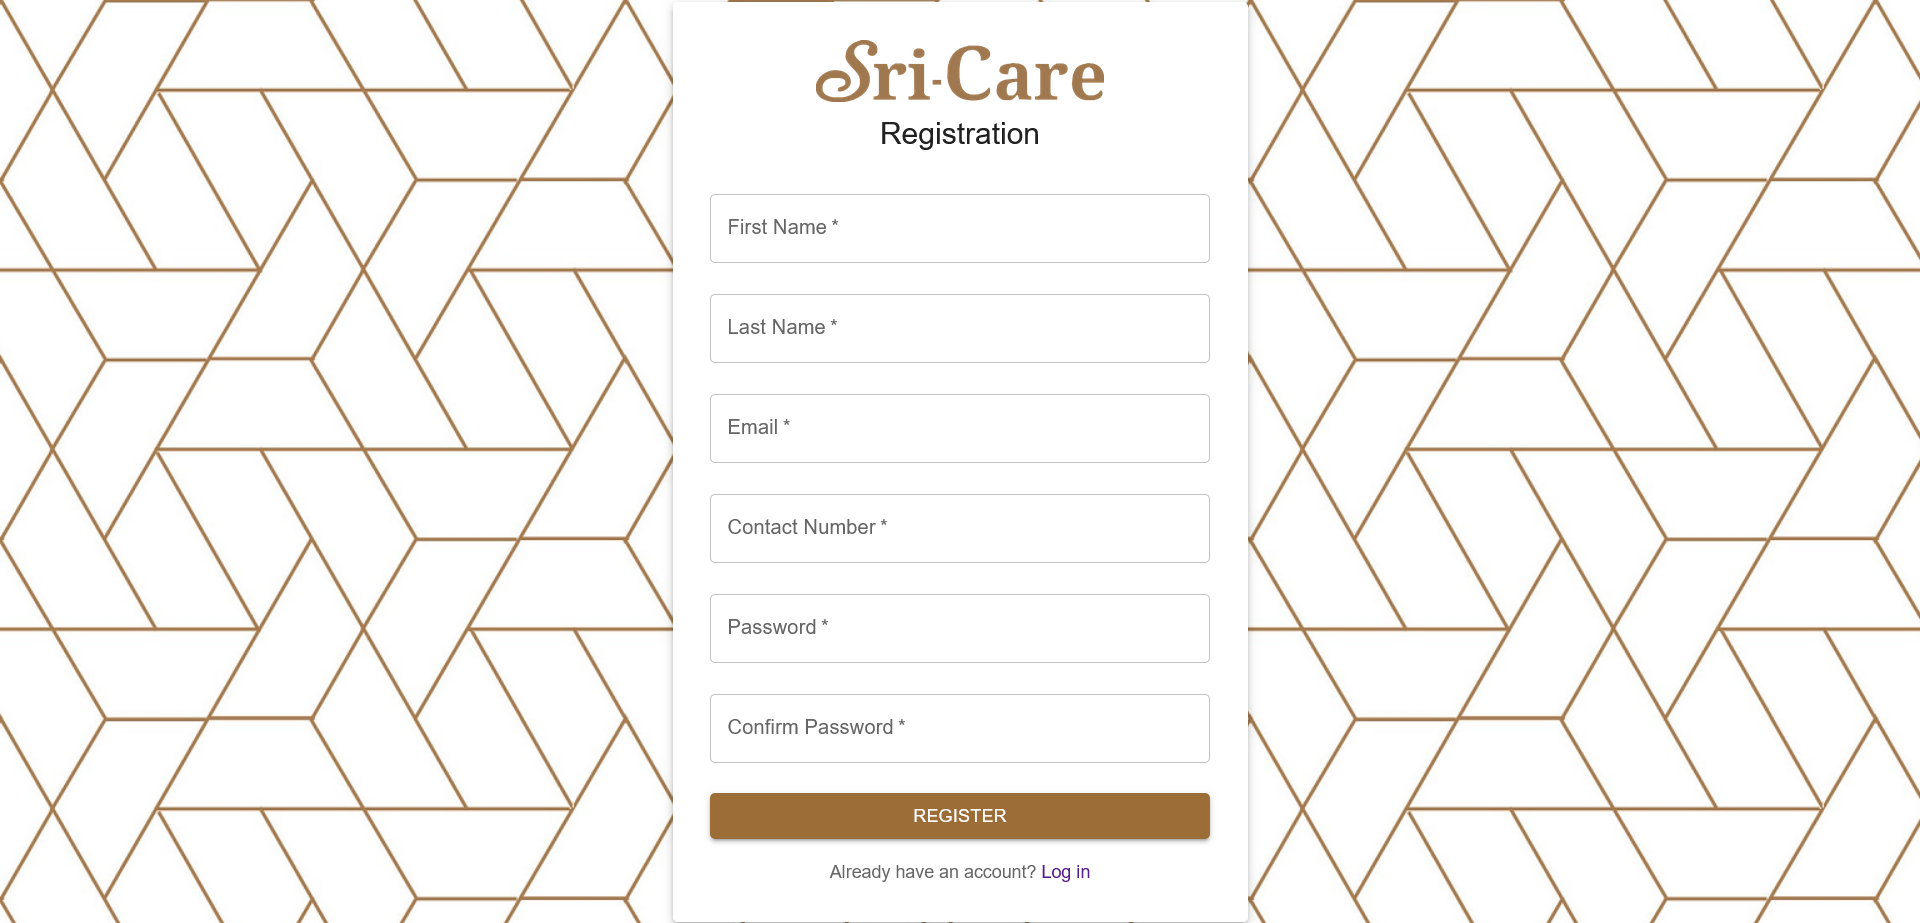 Sri-Care
Registration
First Name *
Last Name *
Email *
Contact Number *
Password *
Confirm Password *
REGISTER
Already have an account? Log in